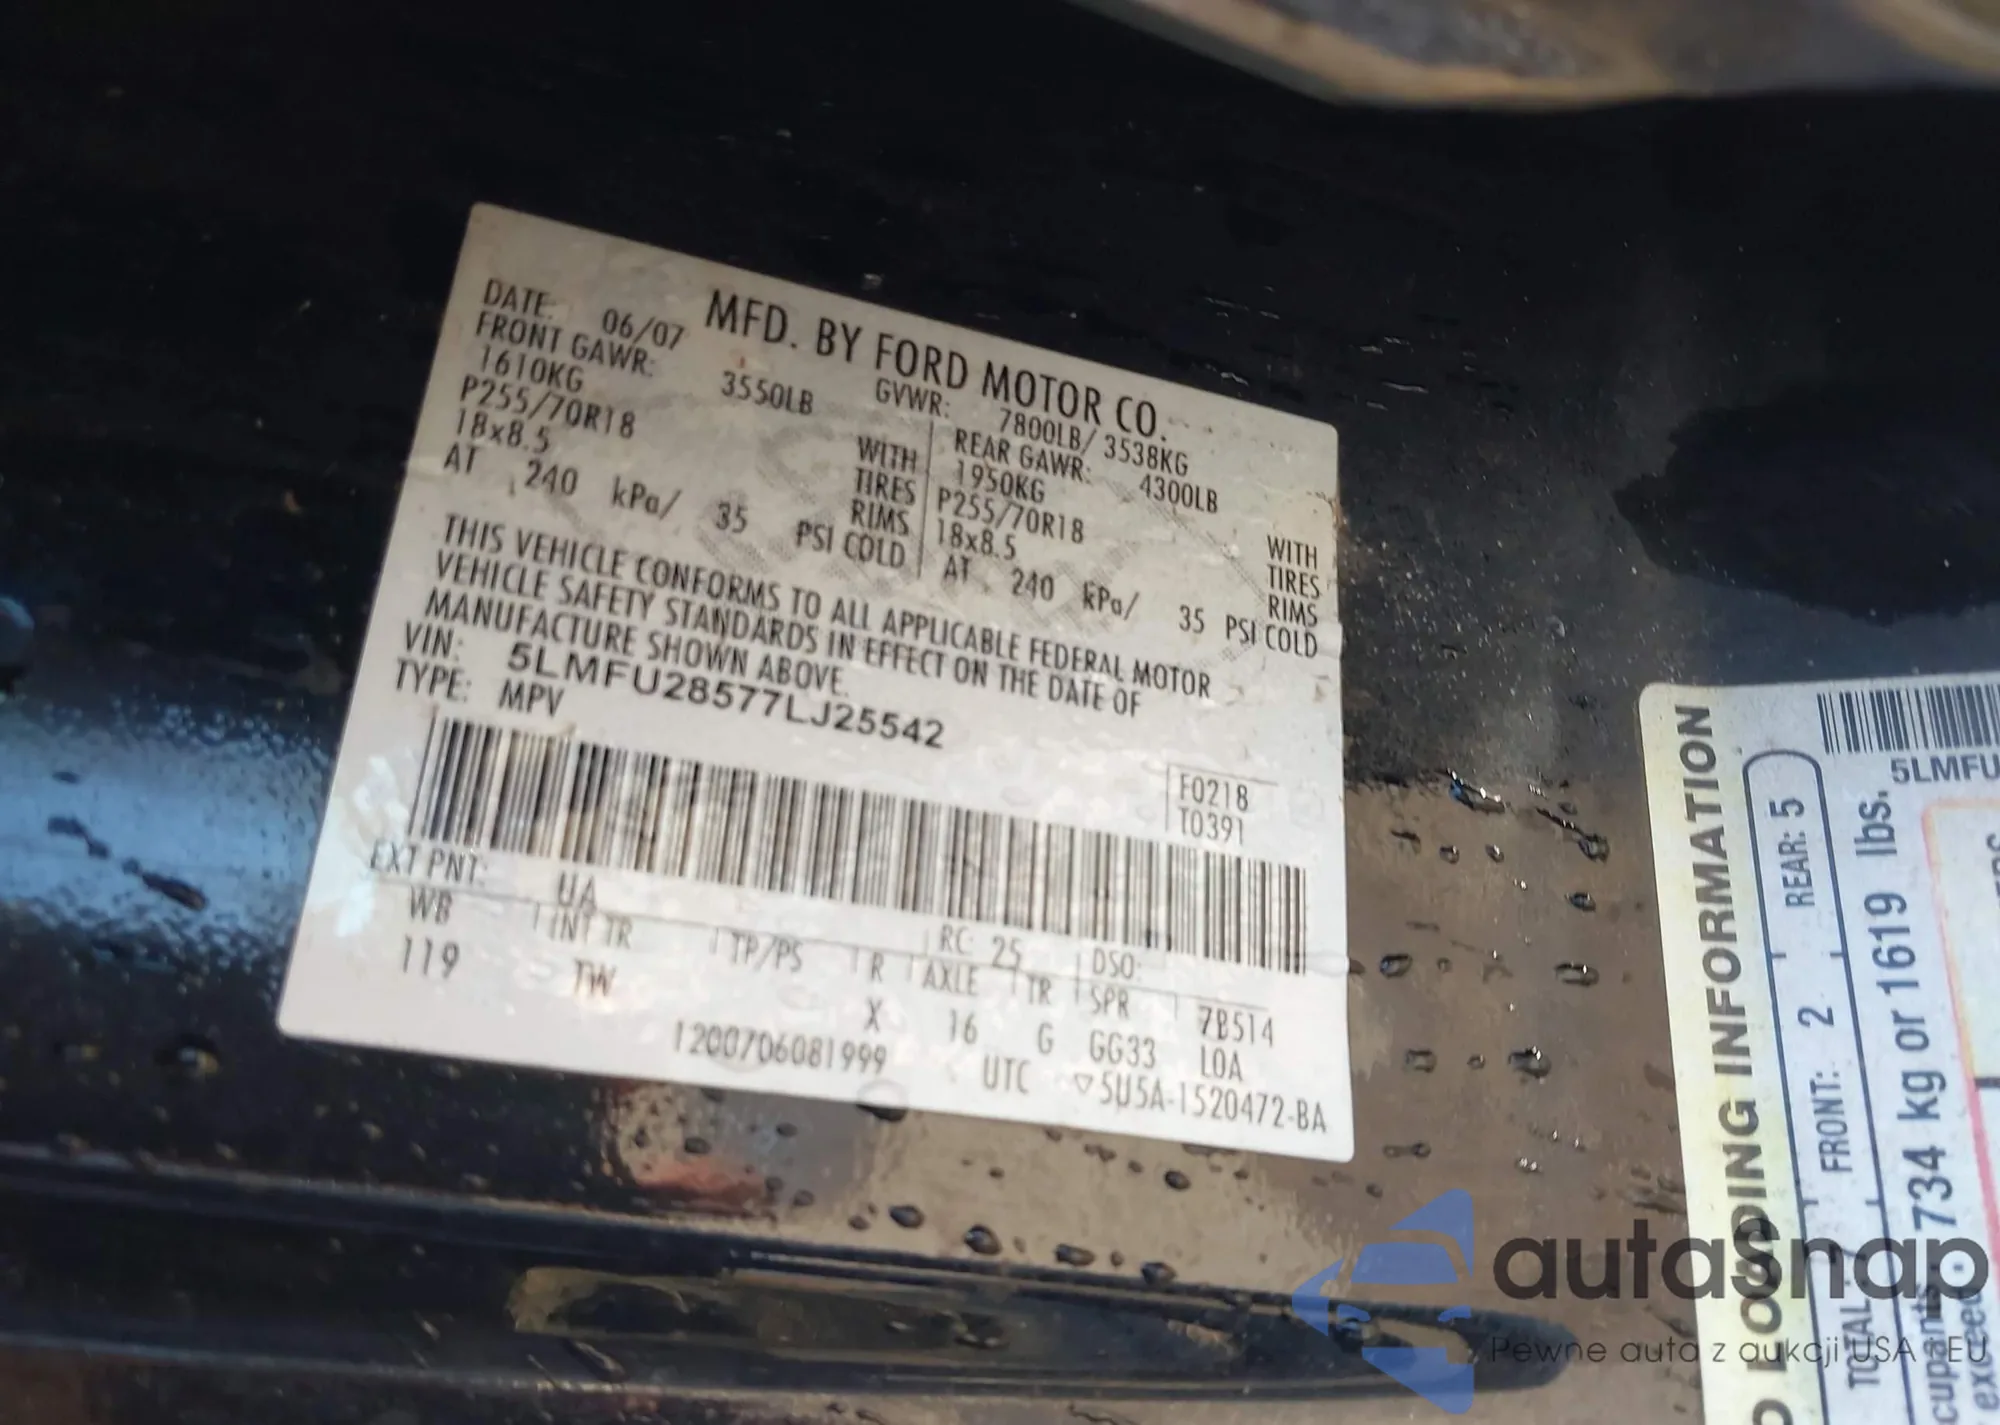 MFD. BY FORD MOTOR CO.
DATE: 06/07 GVWR: 7800LB/ 3538KG
FRONT GAWR: 3550LB REAR GAWR: 4300LB
1610KG WITH 1950KG WITH
P255/70R18 TIRES P255/70R18 TIRES
18x8.5 RIMS 18x8.5 RIMS
AT 240 kPa/ 35 PSI COLD AT 240 kPa/ 35 PSI COLD
THIS VEHICLE CONFORMS TO ALL APPLICABLE FEDERAL MOTOR
VEHICLE SAFETY STANDARDS IN EFFECT ON THE DATE OF
MANUFACTURE SHOWN ABOVE.
VIN: 5LMFU28577LJ25542
TYPE: MPV
F0218
T0391
EXT PNT: UA RC: 25 DSO:
WB INT TR TP/PS R AXLE TR SPR 7B514
119 TW X 16 G GG33 LOA
1200706081999 UTC ▽5U5A-1520472-BA
LOADING INFORMATION
5LMFU
FRONT: 2 REAR: 5
734 kg or 1619 lbs.
TOTAL
cupants
exceed
autasnap
Pewne auta z aukcji USA i EU